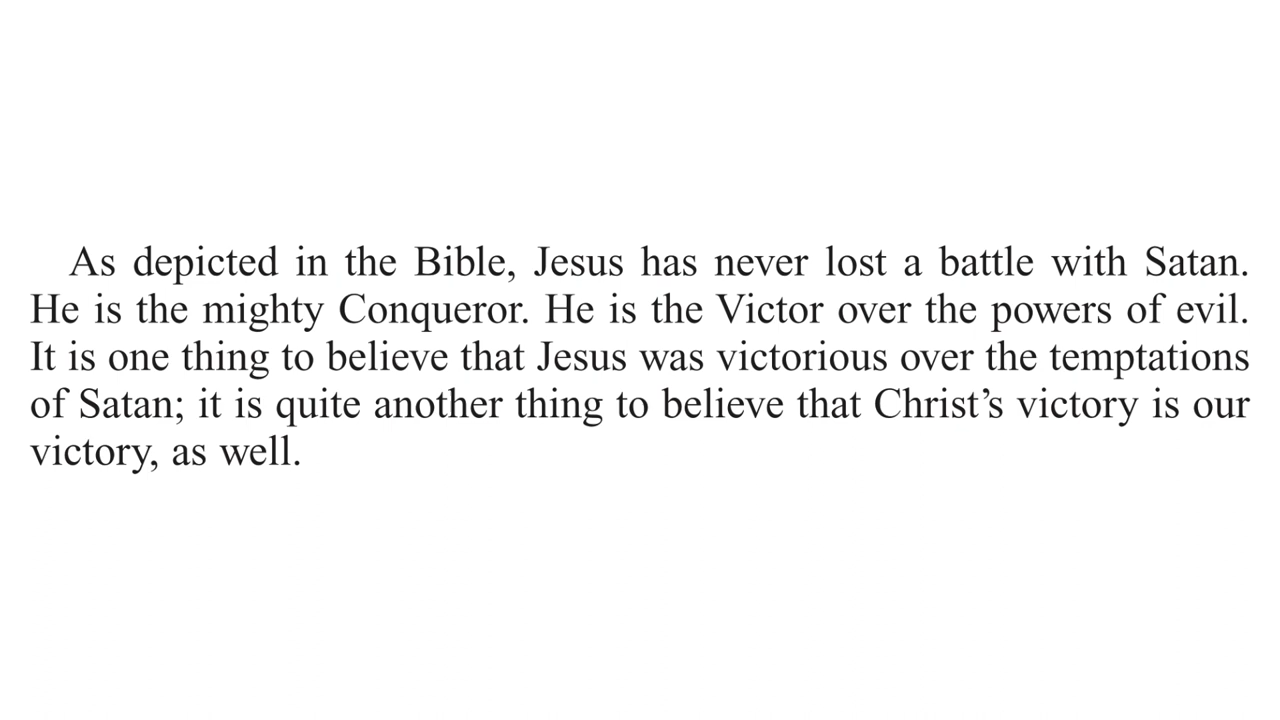 As depicted in the Bible, Jesus has never lost a battle with Satan.
He is the mighty Conqueror. He is the Victor over the powers of evil.
It is one thing to believe that Jesus was victorious over the temptations
of Satan; it is quite another thing to believe that Christ’s victory is our
victory, as well.